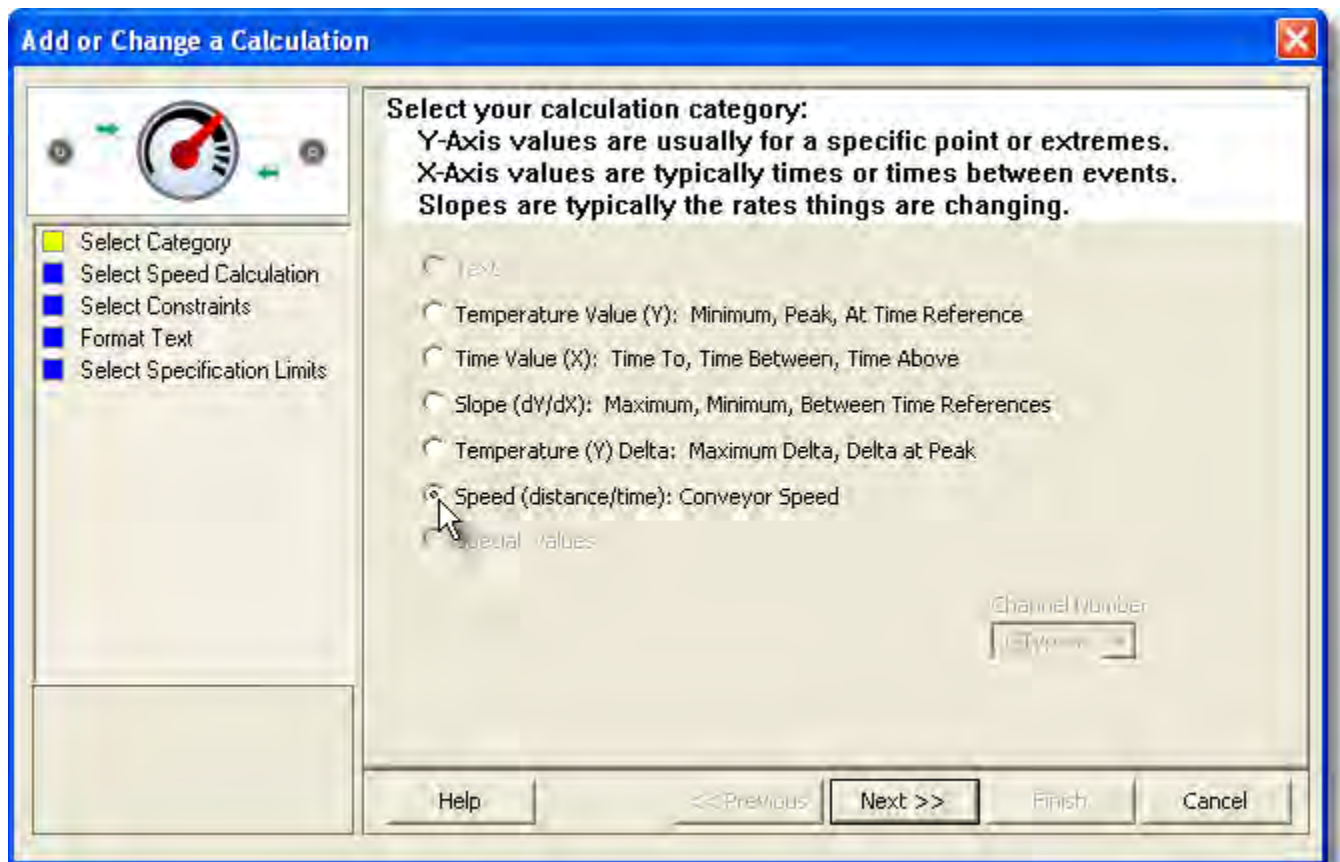 Add or Change a Calculation
Select Category
Select Speed Calculation
Select Constraints
Format Text
Select Specification Limits
Select your calculation category:
Y-Axis values are usually for a specific point or extremes.
X-Axis values are typically times or times between events.
Slopes are typically the rates things are changing.
Text
Temperature Value (Y): Minimum, Peak, At Time Reference
Time Value (X): Time To, Time Between, Time Above
Slope (dY/dX): Maximum, Minimum, Between Time References
Temperature (Y) Delta: Maximum Delta, Delta at Peak
Speed (distance/time): Conveyor Speed
Special Values
Channel Number
Help
<< Previous
Next >>
Finish
Cancel